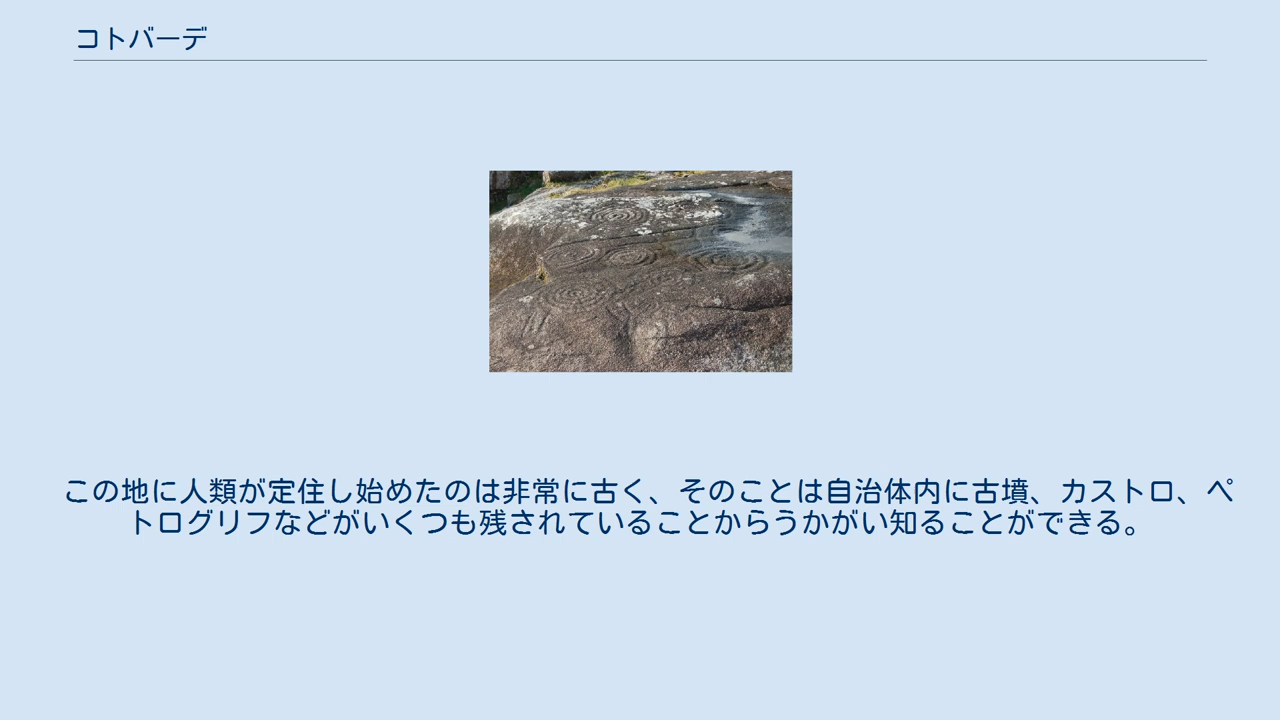 コトバーデ
この地に人類が定住し始めたのは非常に古く、そのことは自治体内に古墳、カストロ、ペ
トログリフなどがいくつも残されていることからうかがい知ることができる。